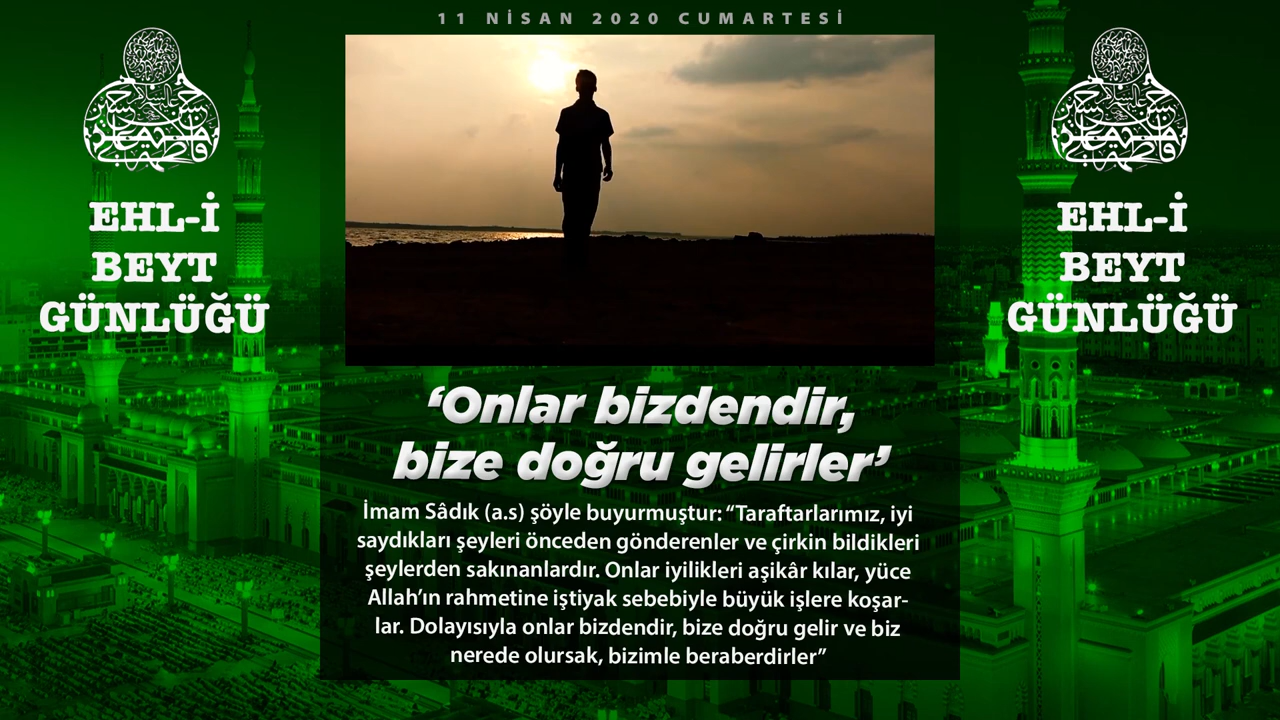 11 NİSAN 2020 CUMARTESİ
EHL-İ
BEYT
GÜNLÜĞÜ
EHL-İ
BEYT
GÜNLÜĞÜ
‘Onlar bizdendir,
bize doğru gelirler’
İmam Sâdık (a.s) şöyle buyurmuştur: “Taraftarlarımız, iyi
saydıkları şeyleri önceden gönderenler ve çirkin bildikleri
şeylerden sakınanlardır. Onlar iyilikleri aşikâr kılar, yüce
Allah’ın rahmetine iştiyak sebebiyle büyük işlere koşar-
lar. Dolayısıyla onlar bizdendir, bize doğru gelir ve biz
nerede olursak, bizimle beraberdirler”